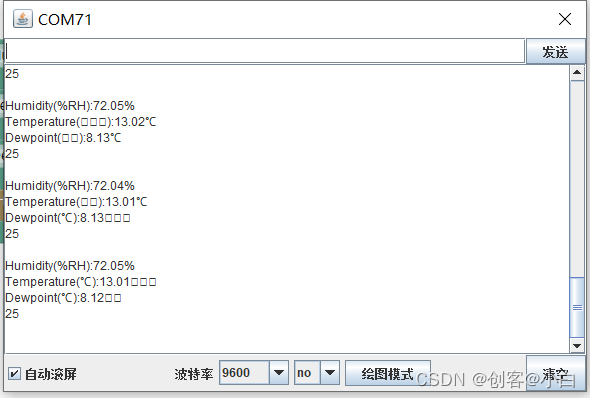 COM71
发送
25
Humidity(%RH):72.05%
Temperature(□□□):13.02℃
Dewpoint(□□):8.13℃
25
Humidity(%RH):72.04%
Temperature(□□):13.01℃
Dewpoint(℃):8.13□□□
25
Humidity(%RH):72.05%
Temperature(℃):13.01□□□
Dewpoint(℃):8.12□□
25
自动滚屏 波特率 9600 no 绘图模式 清空
CSDN @创客@小白